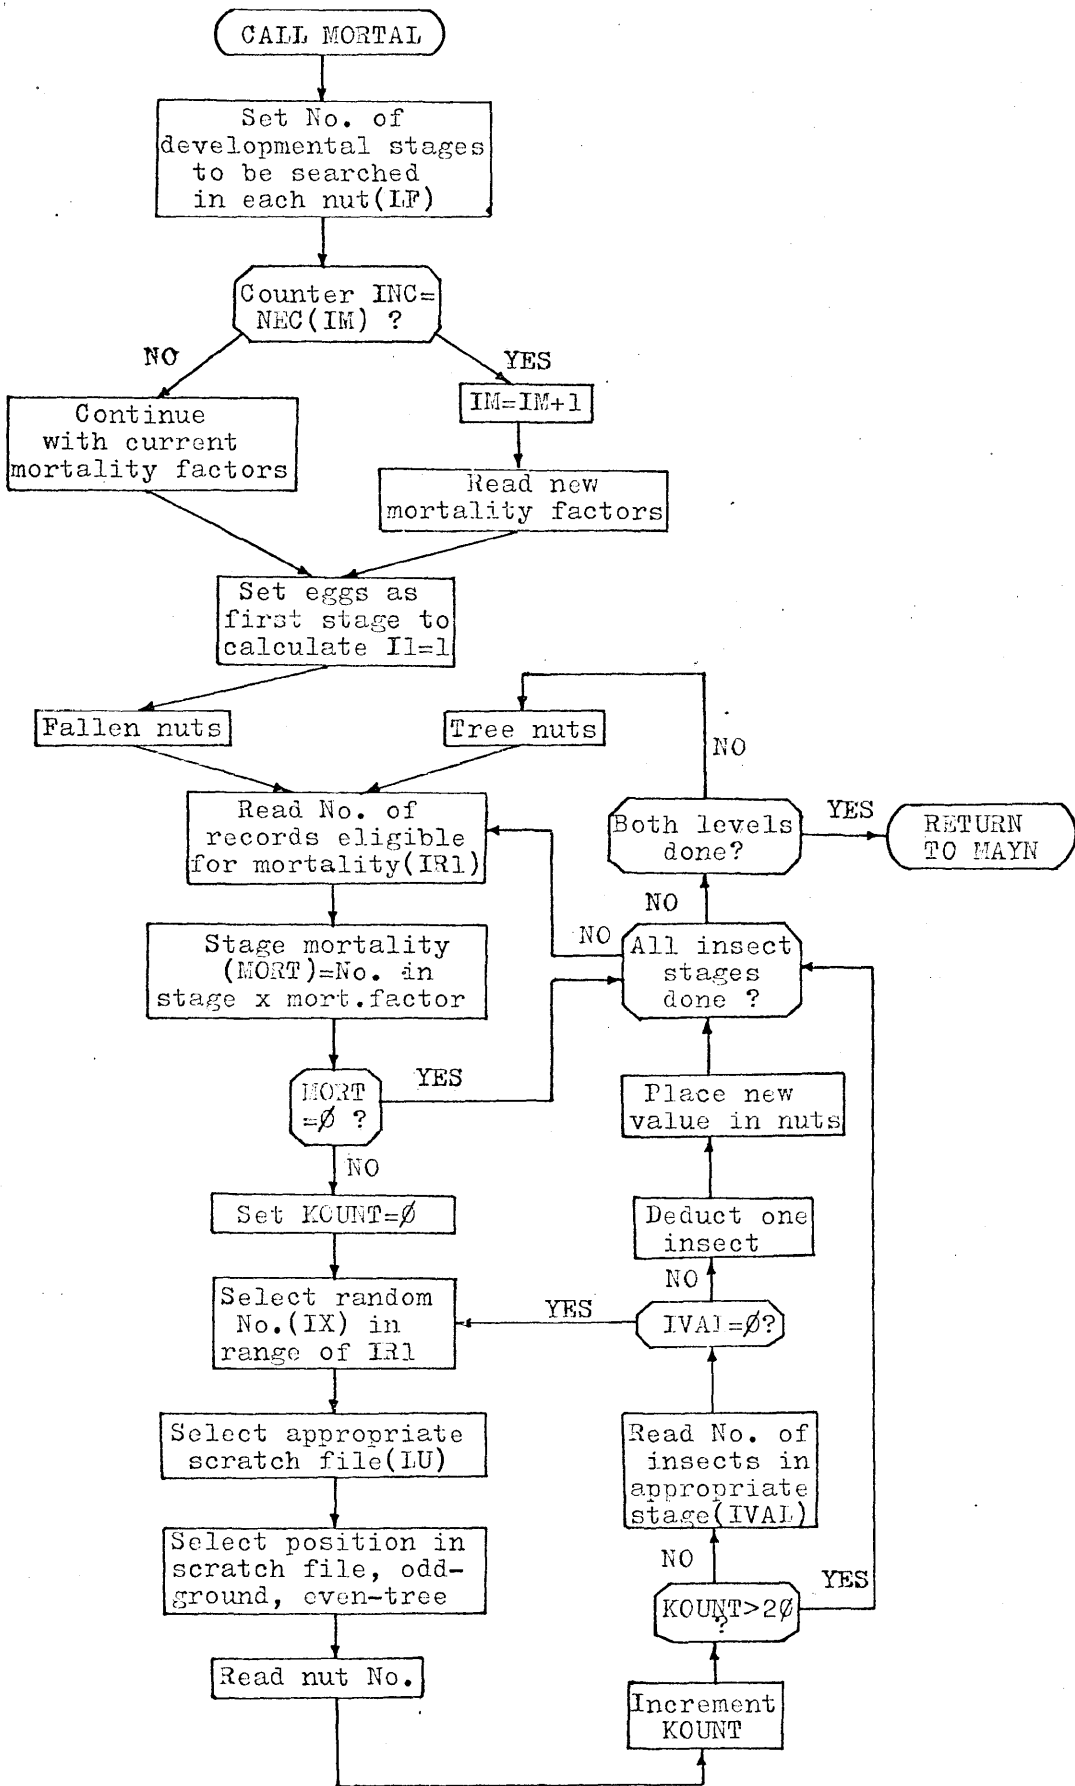 CALL MORTAL
Set No. of
developmental stages
to be searched
in each nut(LF)
Counter INC=
NEC(IM) ?
NO
YES
Continue
with current
mortality factors
IM=IM+1
Read new
mortality factors
Set eggs as
first stage to
calculate I1=1
Fallen nuts
Tree nuts
NO
Read No. of
records eligible
for mortality(IR1)
Both levels
done?
YES
RETURN
TO MAYN
NO
Stage mortality
(MORT)=No. in
stage x mort.factor
NO
All insect
stages
done ?
MORT
=Ø ?
YES
NO
Place new
value in nuts
Set KOUNT=Ø
Deduct one
insect
NO
Select random
No.(IX) in
range of IR1
YES
IVAL=Ø?
Select appropriate
scratch file(LU)
Read No. of
insects in
appropriate
stage(IVAL)
Select position in
scratch file, odd-
ground, even-tree
NO
YES
KOUNT>2Ø
?
Read nut No.
Increment
KOUNT